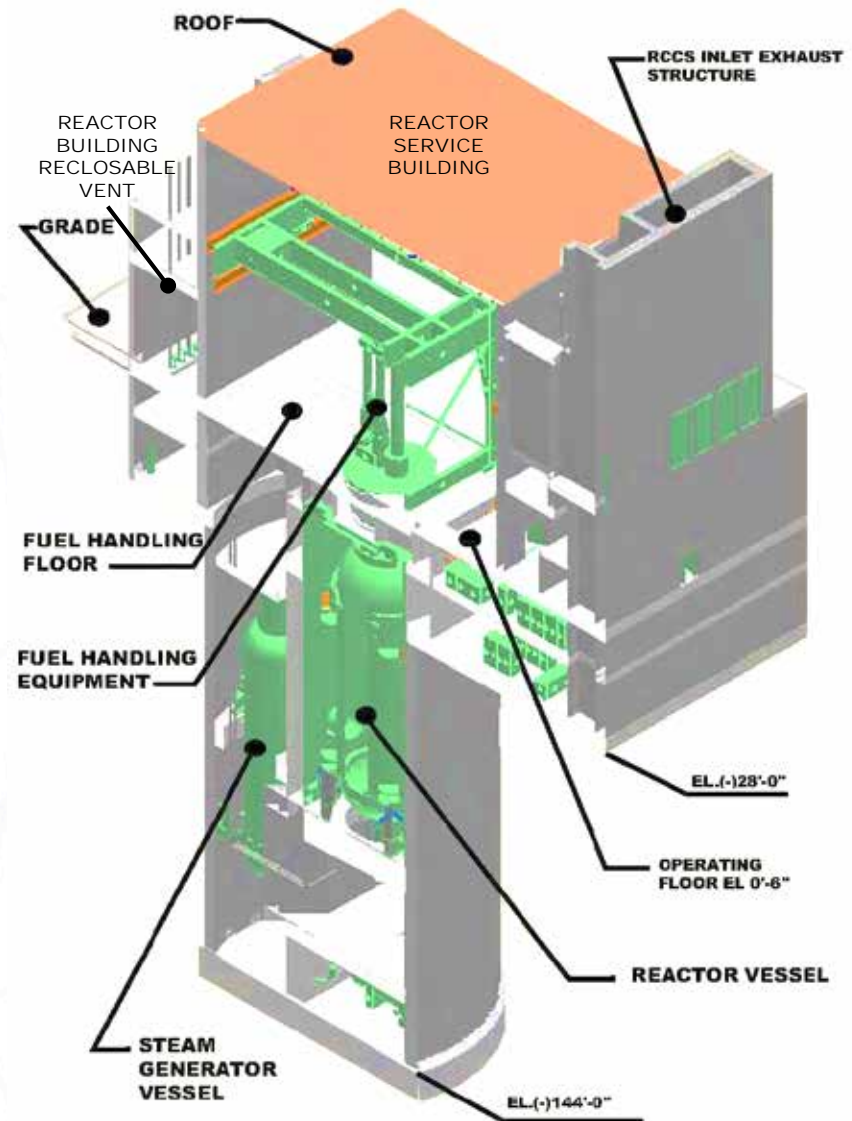 ROOF
RCCS INLET EXHAUST
STRUCTURE
REACTOR
BUILDING
RECLOSABLE
VENT
REACTOR
SERVICE
BUILDING
GRADE
FUEL HANDLING
FLOOR
FUEL HANDLING
EQUIPMENT
EL.(-)28'-0"
OPERATING
FLOOR EL 0'-6"
REACTOR VESSEL
STEAM
GENERATOR
VESSEL
EL.(-)144'-0"